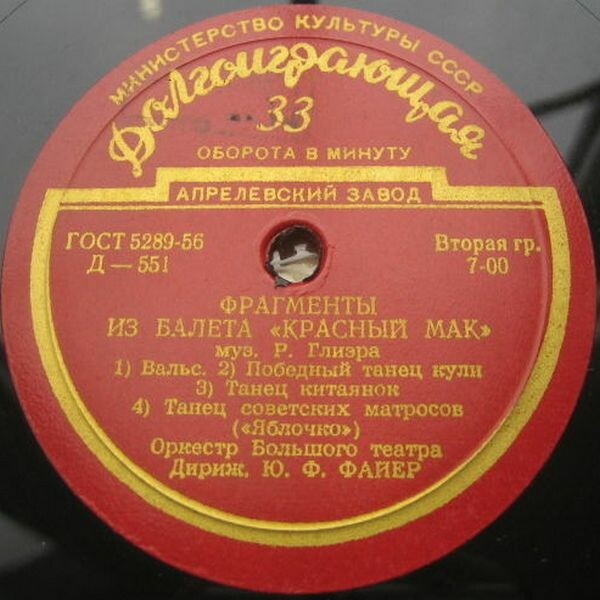 МИНИСТЕРСТВО КУЛЬТУРЫ СССР
Долгоиграющая
33
ОБОРОТА В МИНУТУ
АПРЕЛЕВСКИЙ ЗАВОД
ГОСТ 5289-56 Вторая гр.
Д — 551 7-00
ФРАГМЕНТЫ
ИЗ БАЛЕТА «КРАСНЫЙ МАК»
муз. Р. Глиэра
1) Вальс. 2) Победный танец кули
3) Танец китаянок
4) Танец советских матросов
(«Яблочко»)
Оркестр Большого театра
Дириж. Ю. Ф. ФАЙЕР